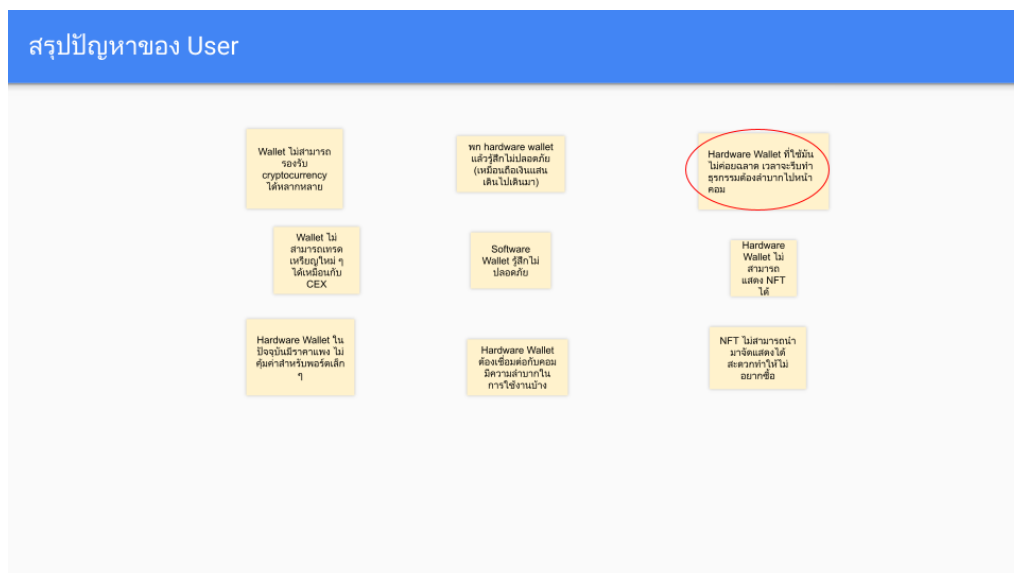 สรุปปัญหาของ User
Wallet ไม่สามารถ
รองรับ
cryptocurrency
ได้หลากหลาย
พก hardware wallet
แล้วรู้สึกไม่ปลอดภัย
(เหมือนถือเงินแสน
เดินไปเดินมา)
Hardware Wallet ที่ใช้มัน
ไม่ค่อยฉลาด เวลาจะรีบทำ
ธุรกรรมต้องลำบากไปหน้า
คอม
Wallet ไม่
สามารถเทรด
เหรียญใหม่ ๆ
ได้เหมือนกับ
CEX
Software
Wallet รู้สึกไม่
ปลอดภัย
Hardware
Wallet ไม่
สามารถ
แสดง NFT
ได้
Hardware Wallet ใน
ปัจจุบันมีราคาแพง ไม่
คุ้มค่าสำหรับพอร์ตเล็ก
ๆ
Hardware Wallet
ต้องเชื่อมต่อกับคอม
มีความลำบากใน
การใช้งานบ้าง
NFT ไม่สามารถนำ
มาจัดแสดงได้
สะดวกทำให้ไม่
อยากซื้อ